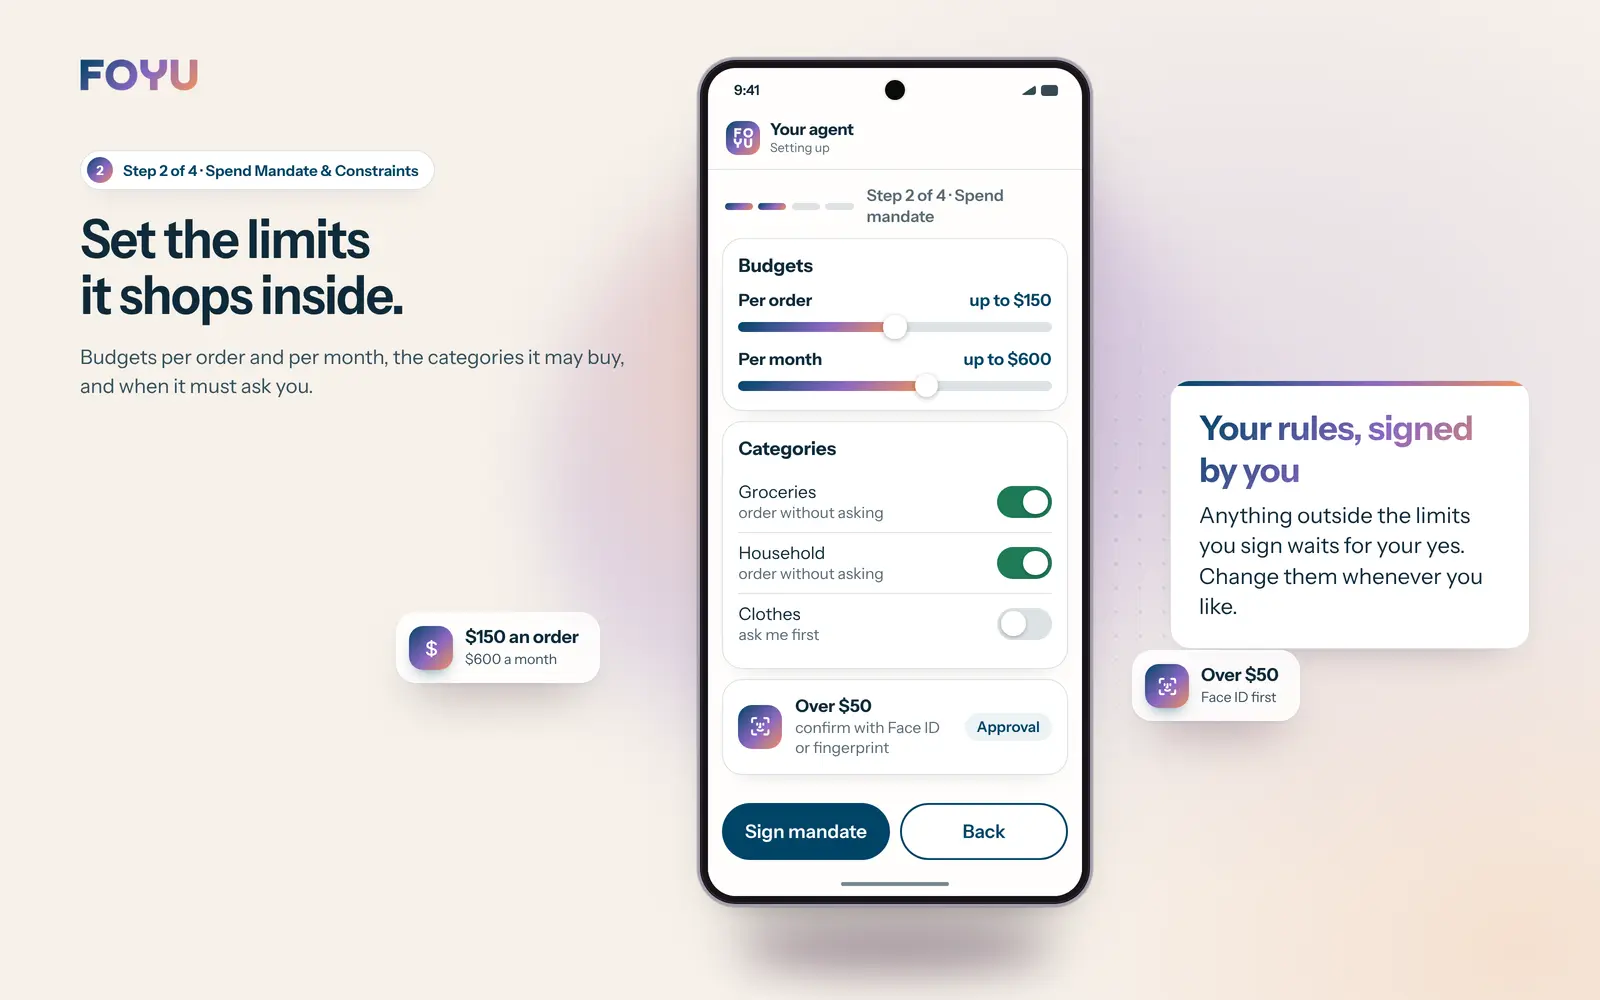 FOYU
2 Step 2 of 4 · Spend Mandate & Constraints
Set the limits
it shops inside.
Budgets per order and per month, the categories it may buy,
and when it must ask you.
$
$150 an order
$600 a month
9:41
FO
YU
Your agent
Setting up
Step 2 of 4 · Spend
mandate
Budgets
Per order up to $150
Per month up to $600
Categories
Groceries
order without asking
Household
order without asking
Clothes
ask me first
Over $50
confirm with Face ID
or fingerprint
Approval
Sign mandate Back
Your rules, signed
by you
Anything outside the limits
you sign waits for your yes.
Change them whenever you
like.
Over $50
Face ID first